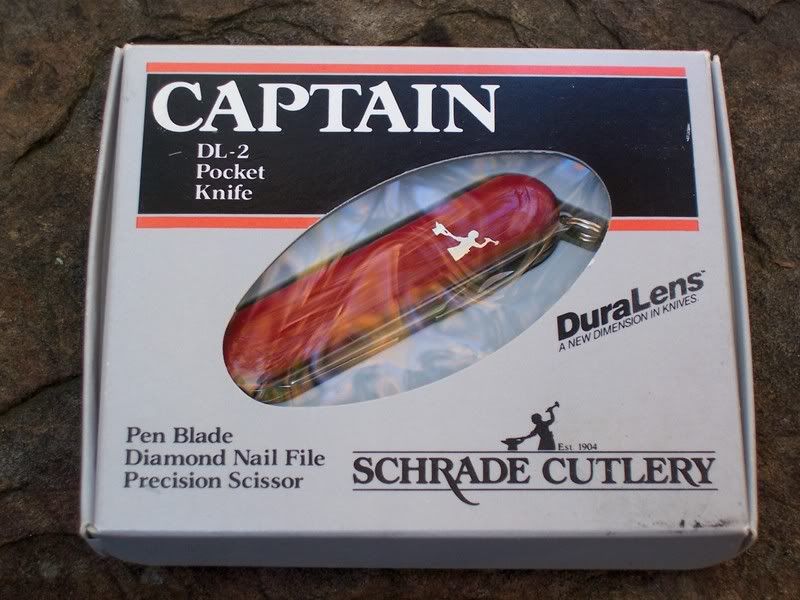 CAPTAIN
DL-2
Pocket
Knife
DuraLens™
A NEW DIMENSION IN KNIVES
Pen Blade
Diamond Nail File
Precision Scissor
Est. 1904
SCHRADE CUTLERY